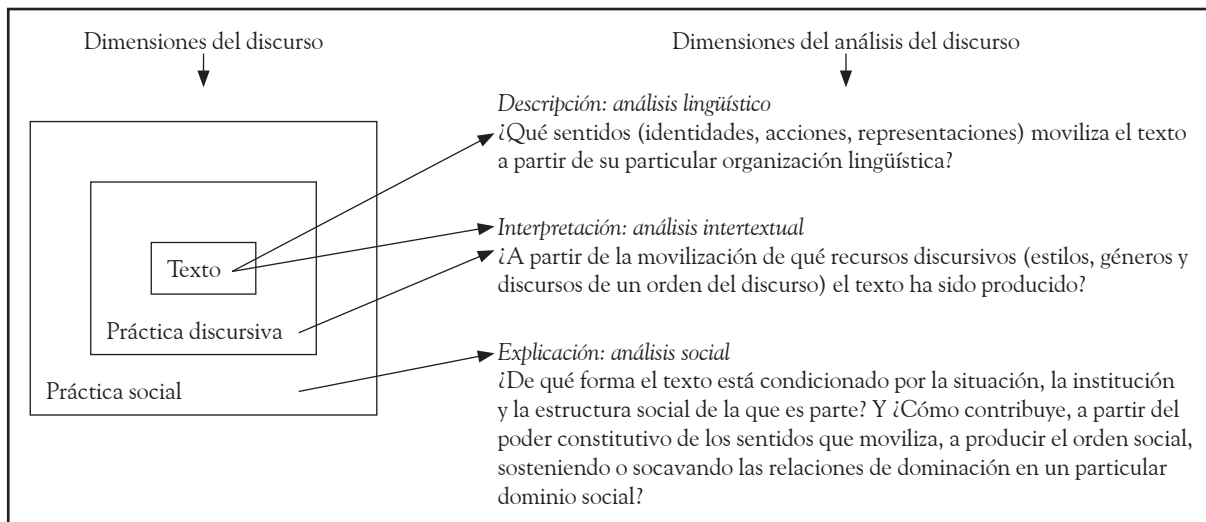 Dimensiones del discurso
Dimensiones del análisis del discurso
Descripción: análisis lingüístico
¿Qué sentidos (identidades, acciones, representaciones) moviliza el texto
a partir de su particular organización lingüística?
Interpretación: análisis intertextual
¿A partir de la movilización de qué recursos discursivos (estilos, géneros y
discursos de un orden del discurso) el texto ha sido producido?
Explicación: análisis social
¿De qué forma el texto está condicionado por la situación, la institución
y la estructura social de la que es parte? Y ¿Cómo contribuye, a partir del
poder constitutivo de los sentidos que moviliza, a producir el orden social,
sosteniendo o socavando las relaciones de dominación en un particular
dominio social?
Texto
Práctica discursiva
Práctica social